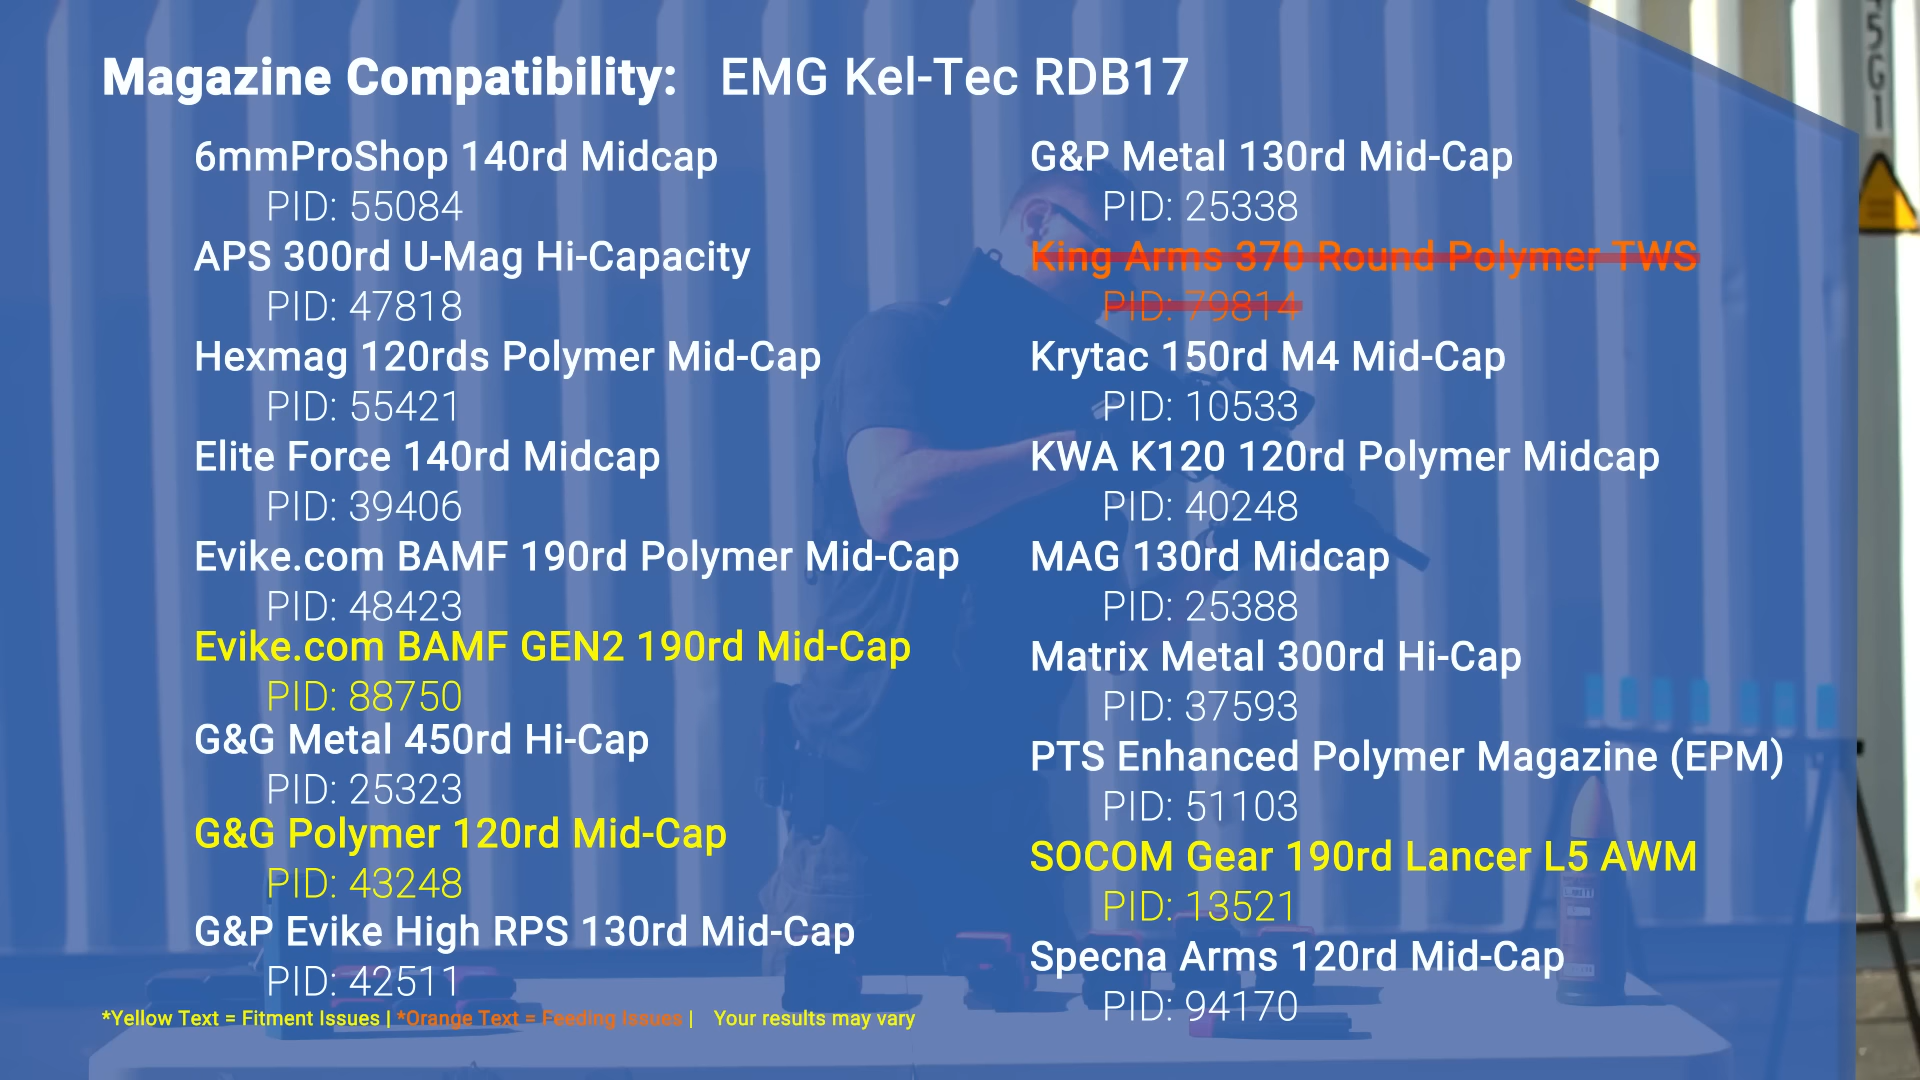 Magazine Compatibility: EMG Kel-Tec RDB17
6mmProShop 140rd Midcap
PID: 55084
APS 300rd U-Mag Hi-Capacity
PID: 47818
Hexmag 120rds Polymer Mid-Cap
PID: 55421
Elite Force 140rd Midcap
PID: 39406
Evike.com BAMF 190rd Polymer Mid-Cap
PID: 48423
Evike.com BAMF GEN2 190rd Mid-Cap
PID: 88750
G&G Metal 450rd Hi-Cap
PID: 25323
G&G Polymer 120rd Mid-Cap
PID: 43248
G&P Evike High RPS 130rd Mid-Cap
PID: 42511
G&P Metal 130rd Mid-Cap
PID: 25338
King Arms 370 Round Polymer TWS
PID: 79814
Krytac 150rd M4 Mid-Cap
PID: 10533
KWA K120 120rd Polymer Midcap
PID: 40248
MAG 130rd Midcap
PID: 25388
Matrix Metal 300rd Hi-Cap
PID: 37593
PTS Enhanced Polymer Magazine (EPM)
PID: 51103
SOCOM Gear 190rd Lancer L5 AWM
PID: 13521
Specna Arms 120rd Mid-Cap
PID: 94170
*Yellow Text = Fitment Issues | *Orange Text = Feeding Issues | Your results may vary